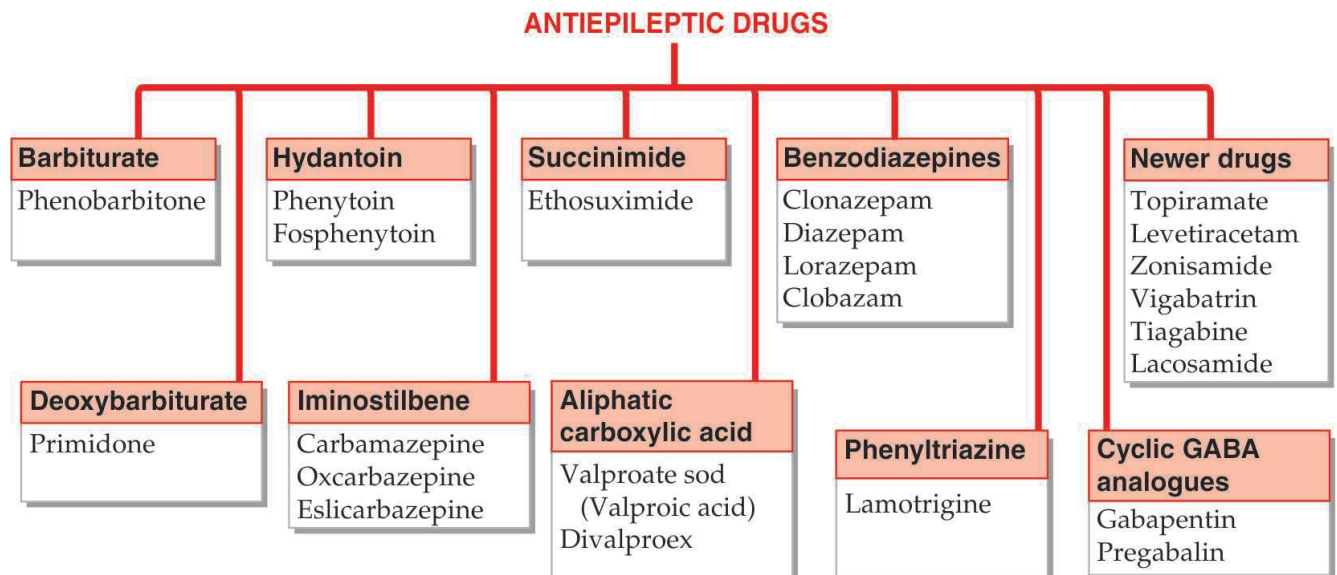 ANTIEPILEPTIC DRUGS
Barbiturate
Phenobarbitone
Hydantoin
Phenytoin
Fosphenytoin
Succinimide
Ethosuximide
Benzodiazepines
Clonazepam
Diazepam
Lorazepam
Clobazam
Newer drugs
Topiramate
Levetiracetam
Zonisamide
Vigabatrin
Tiagabine
Lacosamide
Deoxybarbiturate
Primidone
Iminostilbene
Carbamazepine
Oxcarbazepine
Eslicarbazepine
Aliphatic
carboxylic acid
Valproate sod
(Valproic acid)
Divalproex
Phenyltriazine
Lamotrigine
Cyclic GABA
analogues
Gabapentin
Pregabalin